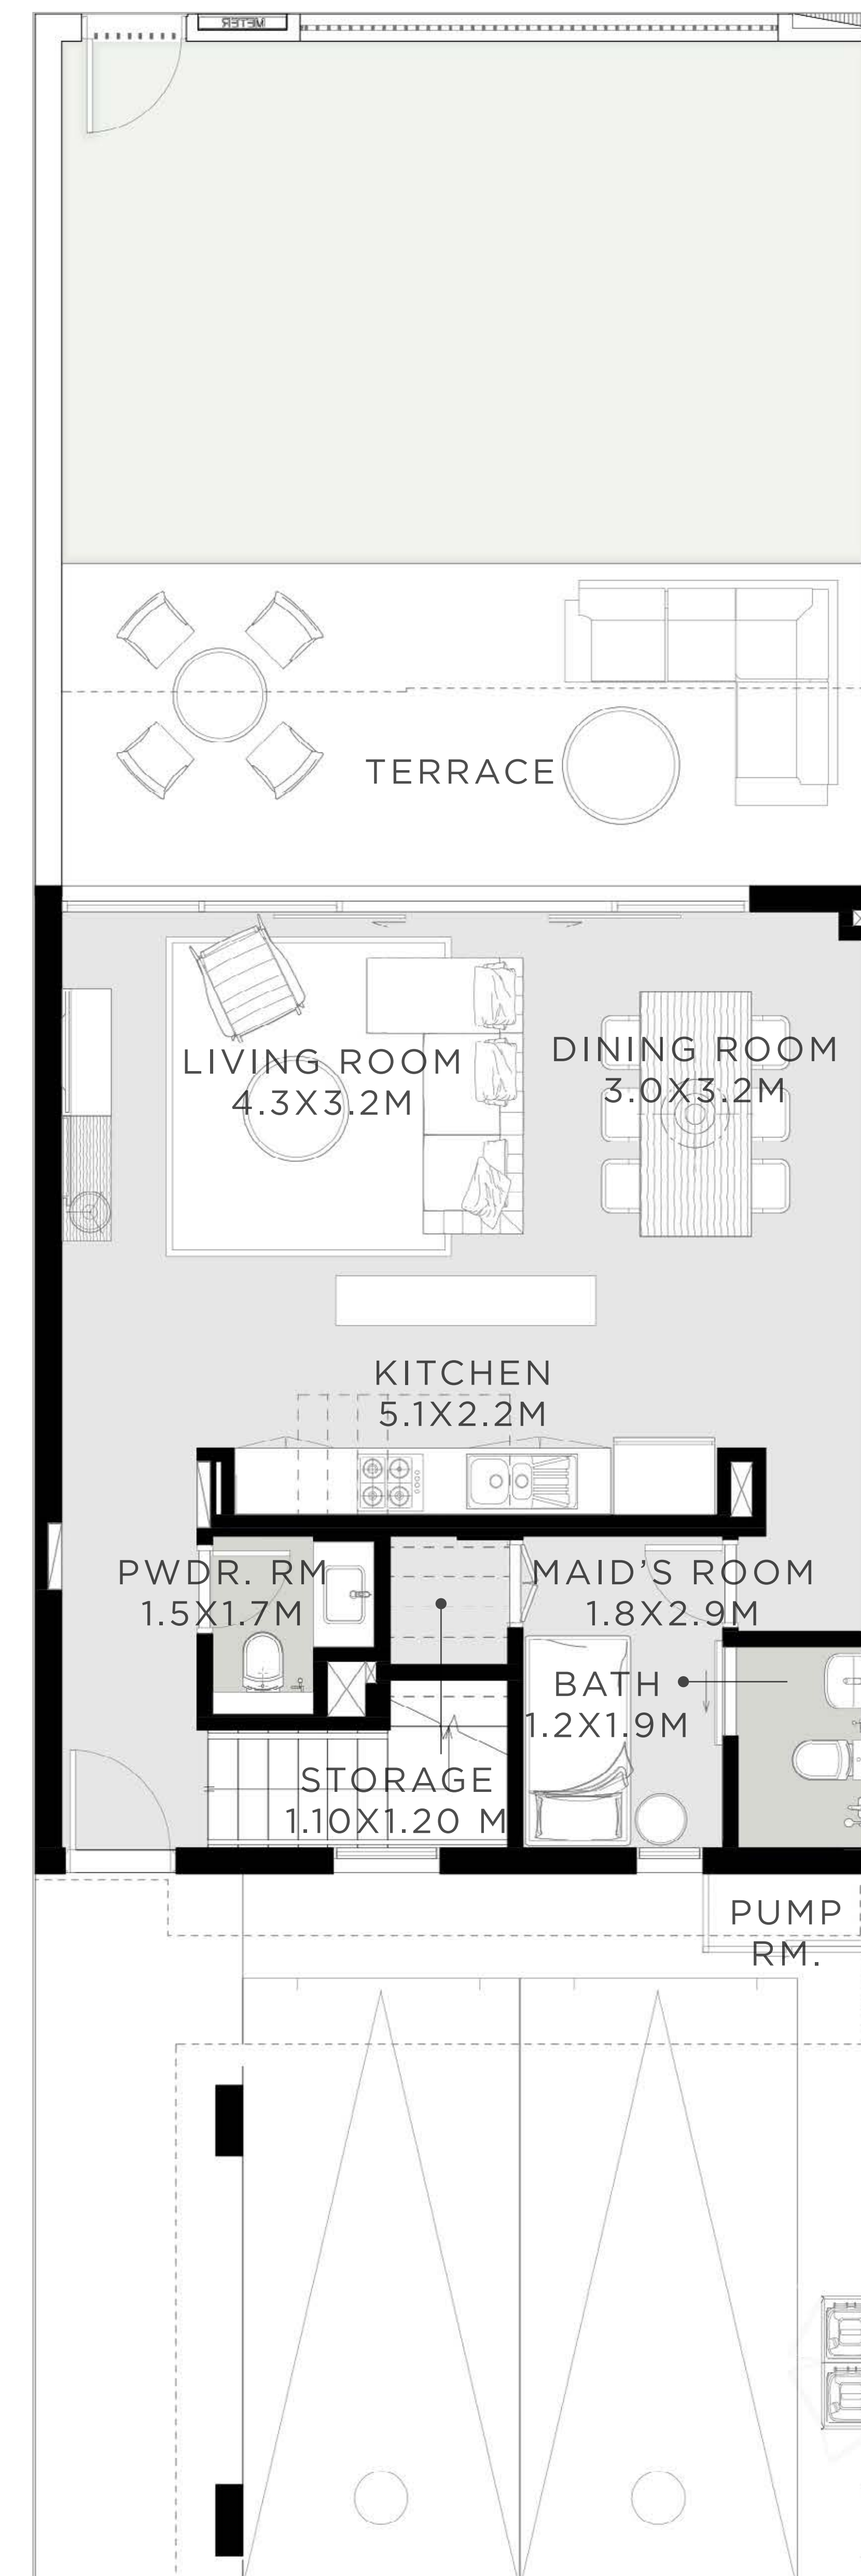 METER
TERRACE
LIVING ROOM
4.3X3.2M
DINING ROOM
3.0X3.2M
KITCHEN
5.1X2.2M
PWDR. RM
1.5X1.7M
MAID'S ROOM
1.8X2.9M
BATH
1.2X1.9M
STORAGE
1.10X1.20 M
PUMP
RM.